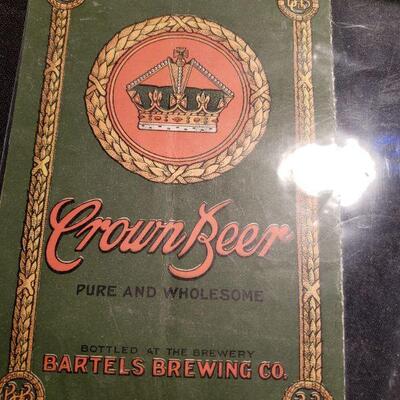 Crown Beer
PURE AND WHOLESOME
BOTTLED AT THE BREWERY
BARTELS BREWING CO.